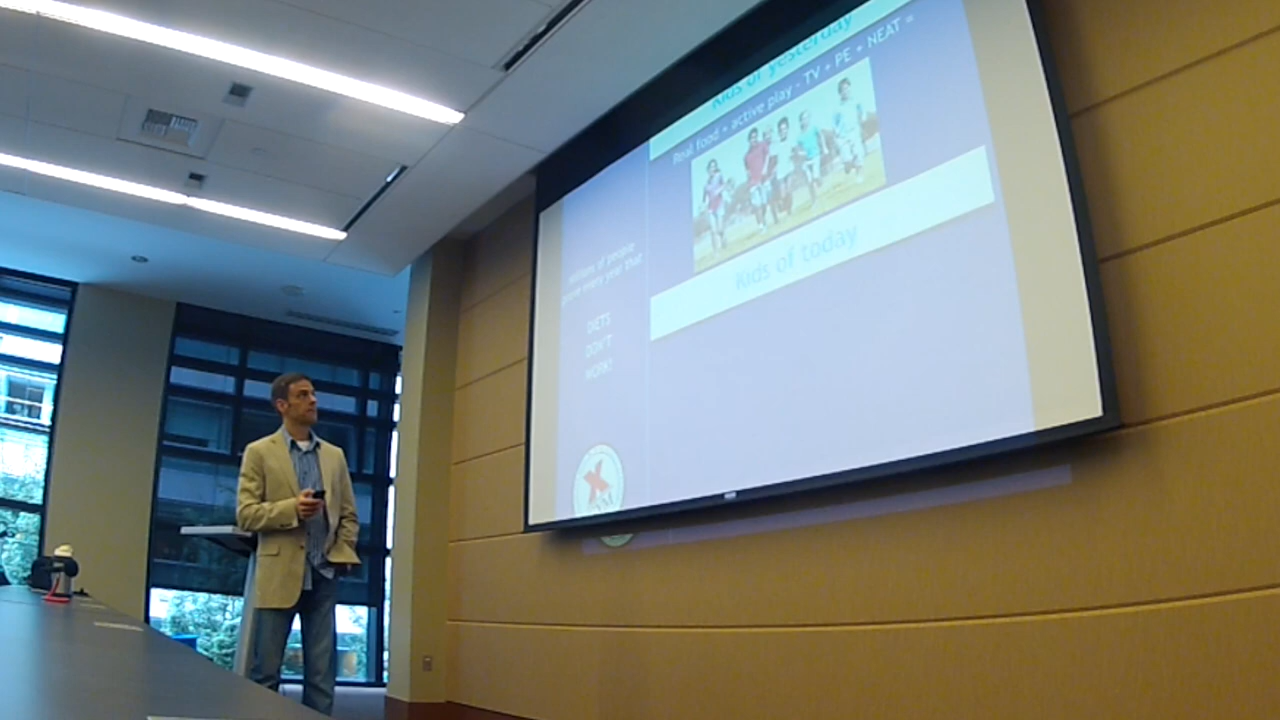 Kids of yesterday
Real food + active play - TV + PE + NEAT =
Kids of today
Millions of people
some every year that
DIETS
DON'T
WORK!